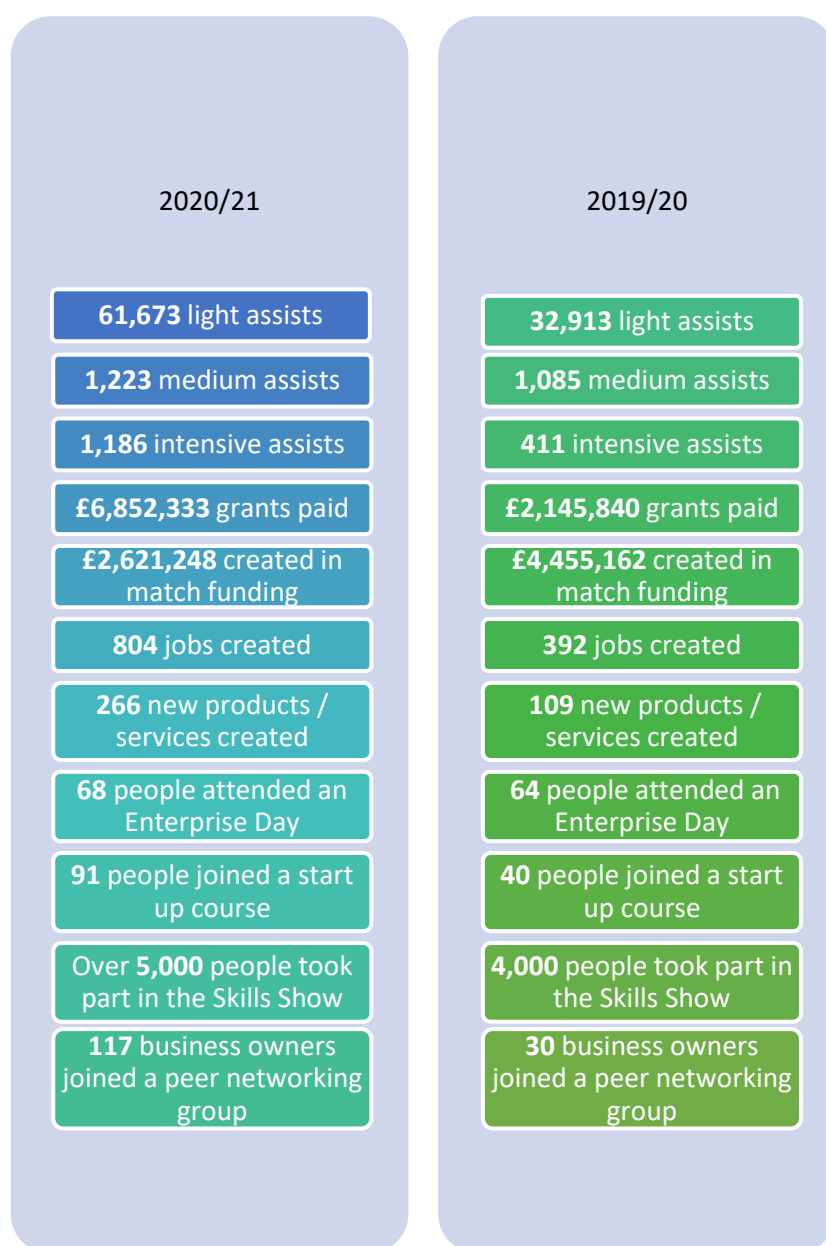 2020/21
61,673 light assists
1,223 medium assists
1,186 intensive assists
£6,852,333 grants paid
£2,621,248 created in
match funding
804 jobs created
266 new products /
services created
68 people attended an
Enterprise Day
91 people joined a start
up course
Over 5,000 people took
part in the Skills Show
117 business owners
joined a peer networking
group
2019/20
32,913 light assists
1,085 medium assists
411 intensive assists
£2,145,840 grants paid
£4,455,162 created in
match funding
392 jobs created
109 new products /
services created
64 people attended an
Enterprise Day
40 people joined a start
up course
4,000 people took part in
the Skills Show
30 business owners
joined a peer networking
group